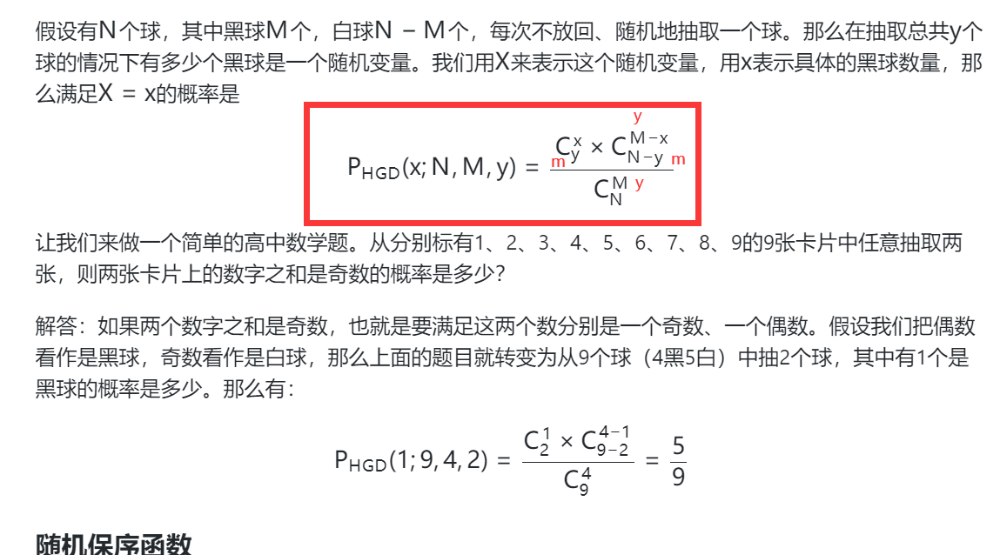 假设有N个球，其中黑球M个，白球N − M个，每次不放回、随机地抽取一个球。那么在抽取总共y个
球的情况下有多少个黑球是一个随机变量。我们用X来表示这个随机变量，用x表示具体的黑球数量，那
么满足X = x的概率是
y
C_y^x × C_{N−y}^{M−x}
m m
P_HGD(x; N, M, y) =
C_N^M y
让我们来做一个简单的高中数学题。从分别标有1、2、3、4、5、6、7、8、9的9张卡片中任意抽取两
张，则两张卡片上的数字之和是奇数的概率是多少？
解答：如果两个数字之和是奇数，也就是要满足这两个数分别是一个奇数、一个偶数。假设我们把偶数
看作是黑球，奇数看作是白球，那么上面的题目就转变为从9个球（4黑5白）中抽2个球，其中有1个是
黑球的概率是多少。那么有：
P_HGD(1; 9, 4, 2) = (C_2^1 × C_{9−2}^{4−1}) / C_9^4 = 5/9
随机保序函数